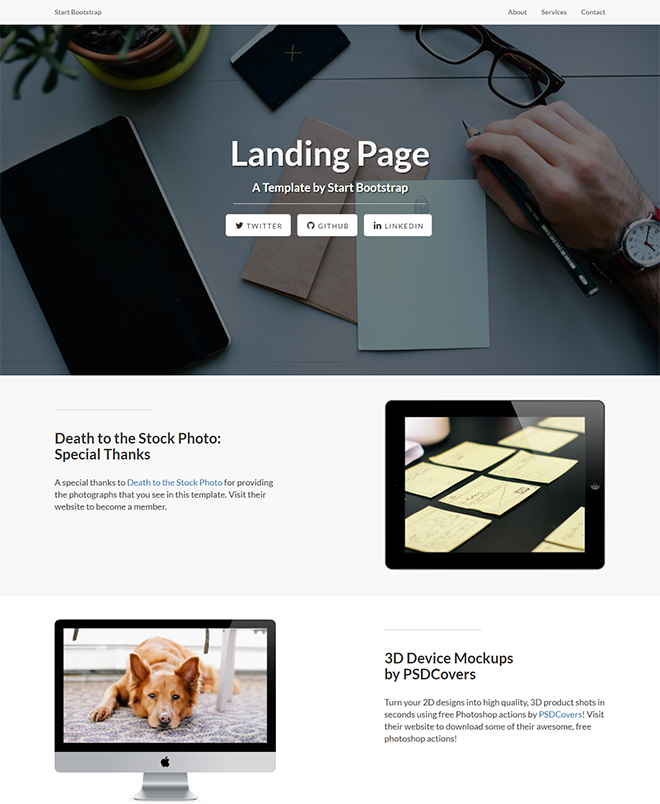 Start Bootstrap
About Services Contact
Landing Page
A Template by Start Bootstrap
TWITTER GITHUB LINKEDIN
Death to the Stock Photo:
Special Thanks
A special thanks to Death to the Stock Photo for providing
the photographs that you see in this template. Visit their
website to become a member.
3D Device Mockups
by PSDCovers
Turn your 2D designs into high quality, 3D product shots in
seconds using free Photoshop actions by PSDCovers! Visit
their website to download some of their awesome, free
photoshop actions!